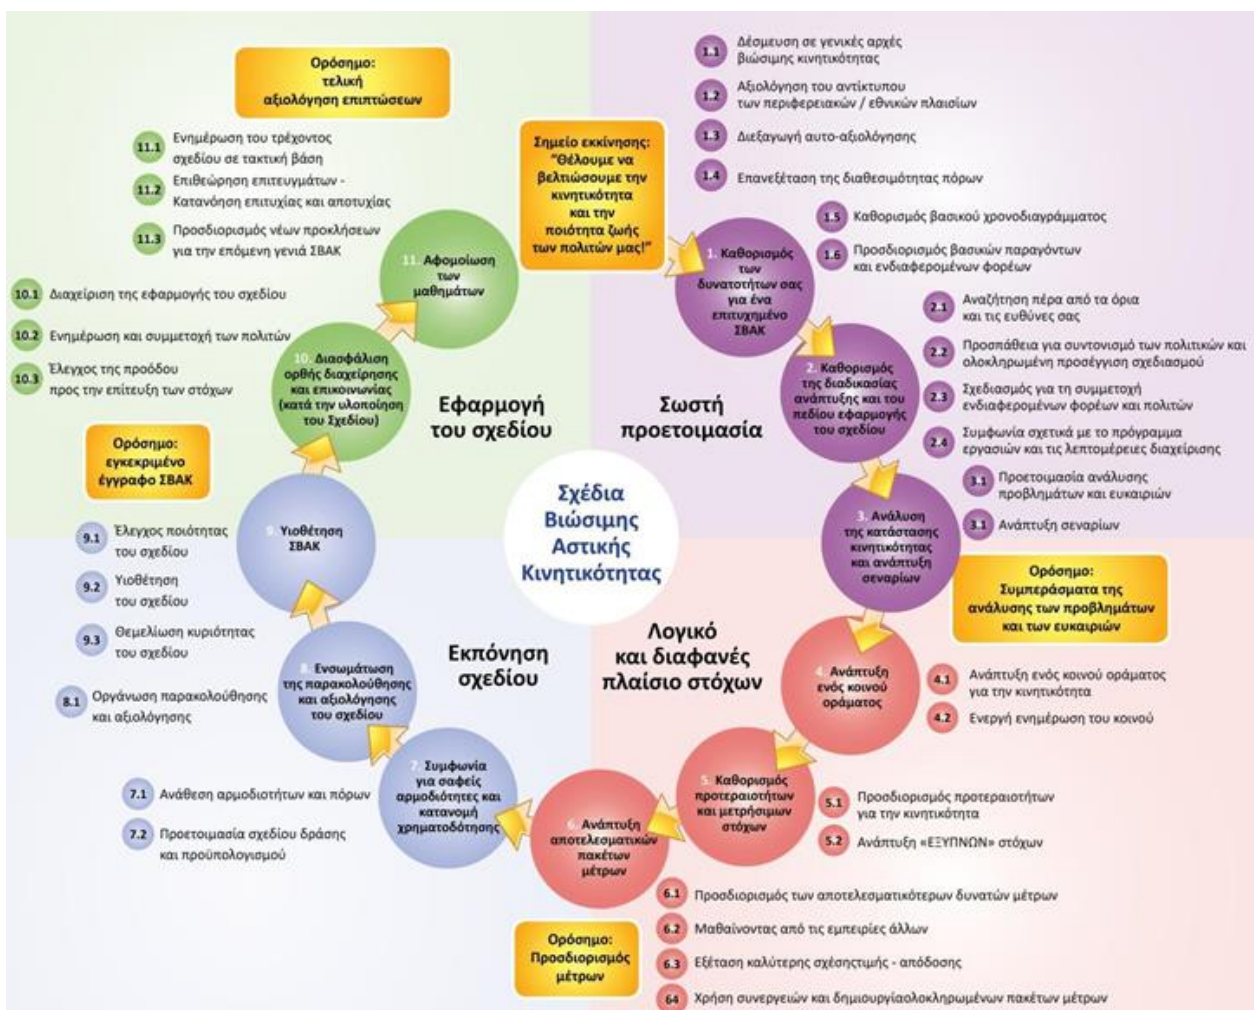 Ορόσημο:
τελική
αξιολόγηση επιπτώσεων
11.1 Ενημέρωση του τρέχοντος
σχεδίου σε τακτική βάση
11.2 Επιθεώρηση επιτευγμάτων -
Κατανόηση επιτυχίας και αποτυχίας
11.3 Προσδιορισμός νέων προκλήσεων
για την επόμενη γενιά ΣΒΑΚ
Σημείο εκκίνησης:
"Θέλουμε να
βελτιώσουμε την
κινητικότητα
και την
ποιότητα ζωής
των πολιτών μας!"
1.1 Δέσμευση σε γενικές αρχές
βιώσιμης κινητικότητας
1.2 Αξιολόγηση του αντίκτυπου
των περιφερειακών / εθνικών πλαισίων
1.3 Διεξαγωγή αυτο-αξιολόγησης
1.4 Επανεξέταση της διαθεσιμότητας πόρων
1.5 Καθορισμός βασικού χρονοδιαγράμματος
1.6 Προσδιορισμός βασικών παραγόντων
και ενδιαφερομένων φορέων
1. Καθορισμός
των
δυνατοτήτων σας
για ένα
επιτυχημένο
ΣΒΑΚ
2.1 Αναζήτηση πέρα από τα όρια
και τις ευθύνες σας
2.2 Προσπάθεια για συντονισμό των πολιτικών και
ολοκληρωμένη προσέγγιση σχεδιασμού
2.3 Σχεδιασμός για τη συμμετοχή
ενδιαφερομένων φορέων και πολιτών
2.4 Συμφωνία σχετικά με το πρόγραμμα
εργασιών και τις λεπτομέρειες διαχείρισης
2. Καθορισμός
της διαδικασία
ανάπτυξης και του
πεδίου εφαρμογής
του σχεδίου
3.1 Προετοιμασία ανάλυσης
προβλημάτων και ευκαιριών
3.1 Ανάπτυξη σεναρίων
3. Ανάλυση
της κατάστασης
κινητικότητας
και ανάπτυξη
σεναρίων
Ορόσημο:
Συμπεράσματα της
ανάλυσης των προβλημάτων
και των ευκαιριών
11. Αφομοίωση
των
μαθημάτων
10.1 Διαχείριση της εφαρμογής του σχεδίου
10.2 Ενημέρωση και συμμετοχή των πολιτών
10.3 Έλεγχος της προόδου
προς την επίτευξη των στόχων
10. Διασφάλιση
ορθής διαχείρησης
και επικοινωνίας
(κατά την υλοποίηση
του Σχεδίου)
Εφαρμογή
του σχεδίου
Σωστή
προετοιμασία
Ορόσημο:
εγκεκριμένο
έγγραφο ΣΒΑΚ
9. Υιοθέτηση
ΣΒΑΚ
9.1 Έλεγχος ποιότητας
του σχεδίου
9.2 Υιοθέτηση
του σχεδίου
9.3 Θεμελίωση κυριότητας
του σχεδίου
Σχέδια
Βιώσιμης
Αστικής
Κινητικότητας
Εκπόνηση
σχεδίου
Λογικό
και διαφανές
πλαίσιο στόχων
8.1 Οργάνωση παρακολούθησης
και αξιολόγησης
8. Ενσωμάτωση
της παρακολούθησης
και αξιολόγησης
του σχεδίου
4. Ανάπτυξη
ενός κοινού
οράματος
4.1 Ανάπτυξη ενός κοινού οράματος
για την κινητικότητα
4.2 Ενεργή ενημέρωση του κοινού
7.1 Ανάθεση αρμοδιοτήτων και πόρων
7.2 Προετοιμασία σχεδίου δράσης
και προϋπολογισμού
7. Συμφωνία
για σαφείς
αρμοδιότητες και
κατανομή
χρηματοδότησης
6. Ανάπτυξη
αποτελεσματικών
πακέτων
μέτρων
5. Καθορισμός
προτεραιοτήτων
και μετρήσιμων
στόχων
5.1 Προσδιορισμός προτεραιοτήτων
για την κινητικότητα
5.2 Ανάπτυξη «ΕΞΥΠΝΩΝ» στόχων
Ορόσημο:
Προσδιορισμός
μέτρων
6.1 Προσδιορισμός των αποτελεσματικότερων δυνατών μέτρων
6.2 Μαθαίνοντας από τις εμπειρίες άλλων
6.3 Εξέταση καλύτερης σχέσηςτιμής - απόδοσης
64 Χρήση συνεργειών και δημιουργίαολοκληρωμένων πακέτων μέτρων